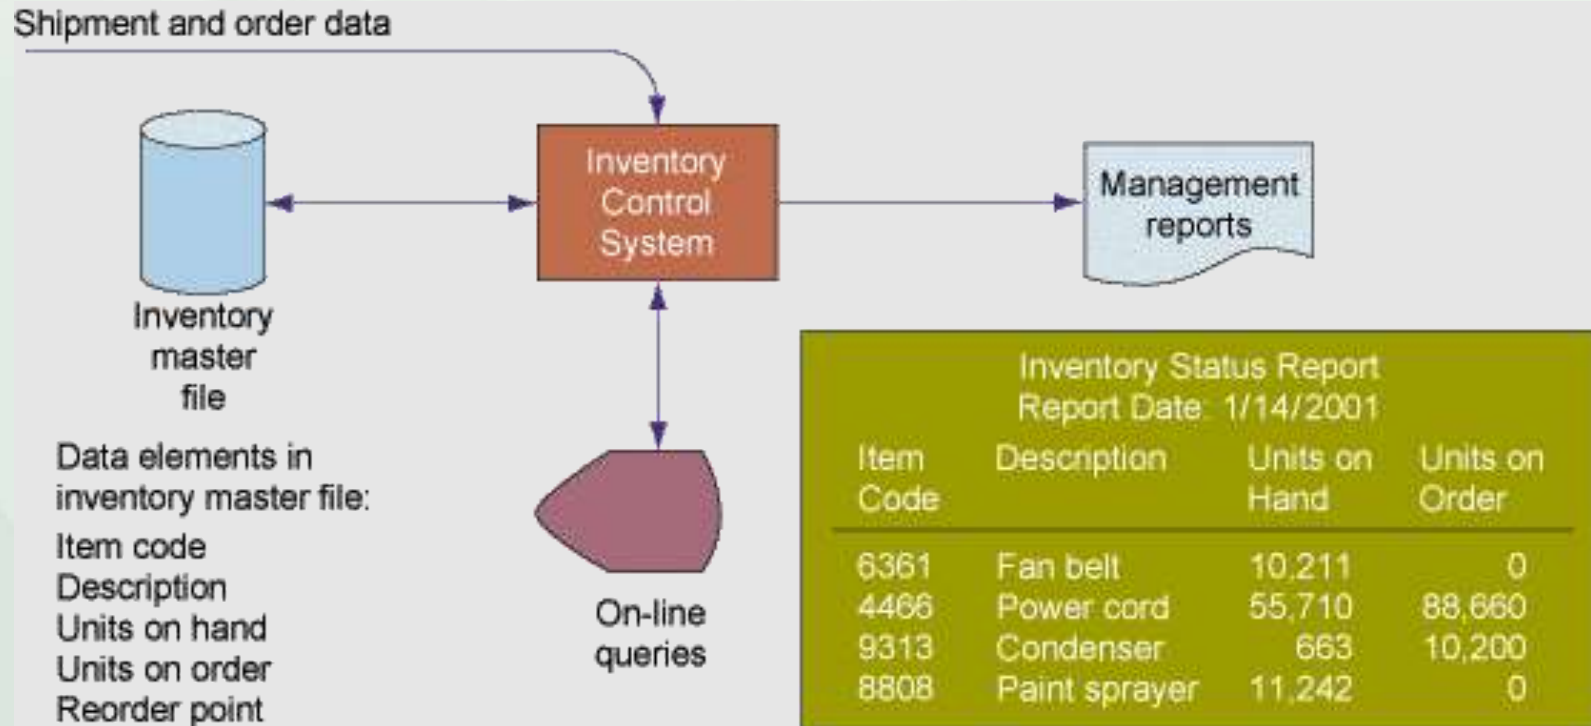 Shipment and order data
Inventory
Control
System
Management
reports
Inventory
master
file
Data elements in
inventory master file:
Item code
Description
Units on hand
Units on order
Reorder point
On-line
queries
Inventory Status Report
Report Date: 1/14/2001
Item Code Description Units on Hand Units on Order
6361 Fan belt 10,211 0
4466 Power cord 55,710 88,660
9313 Condenser 663 10,200
8808 Paint sprayer 11,242 0